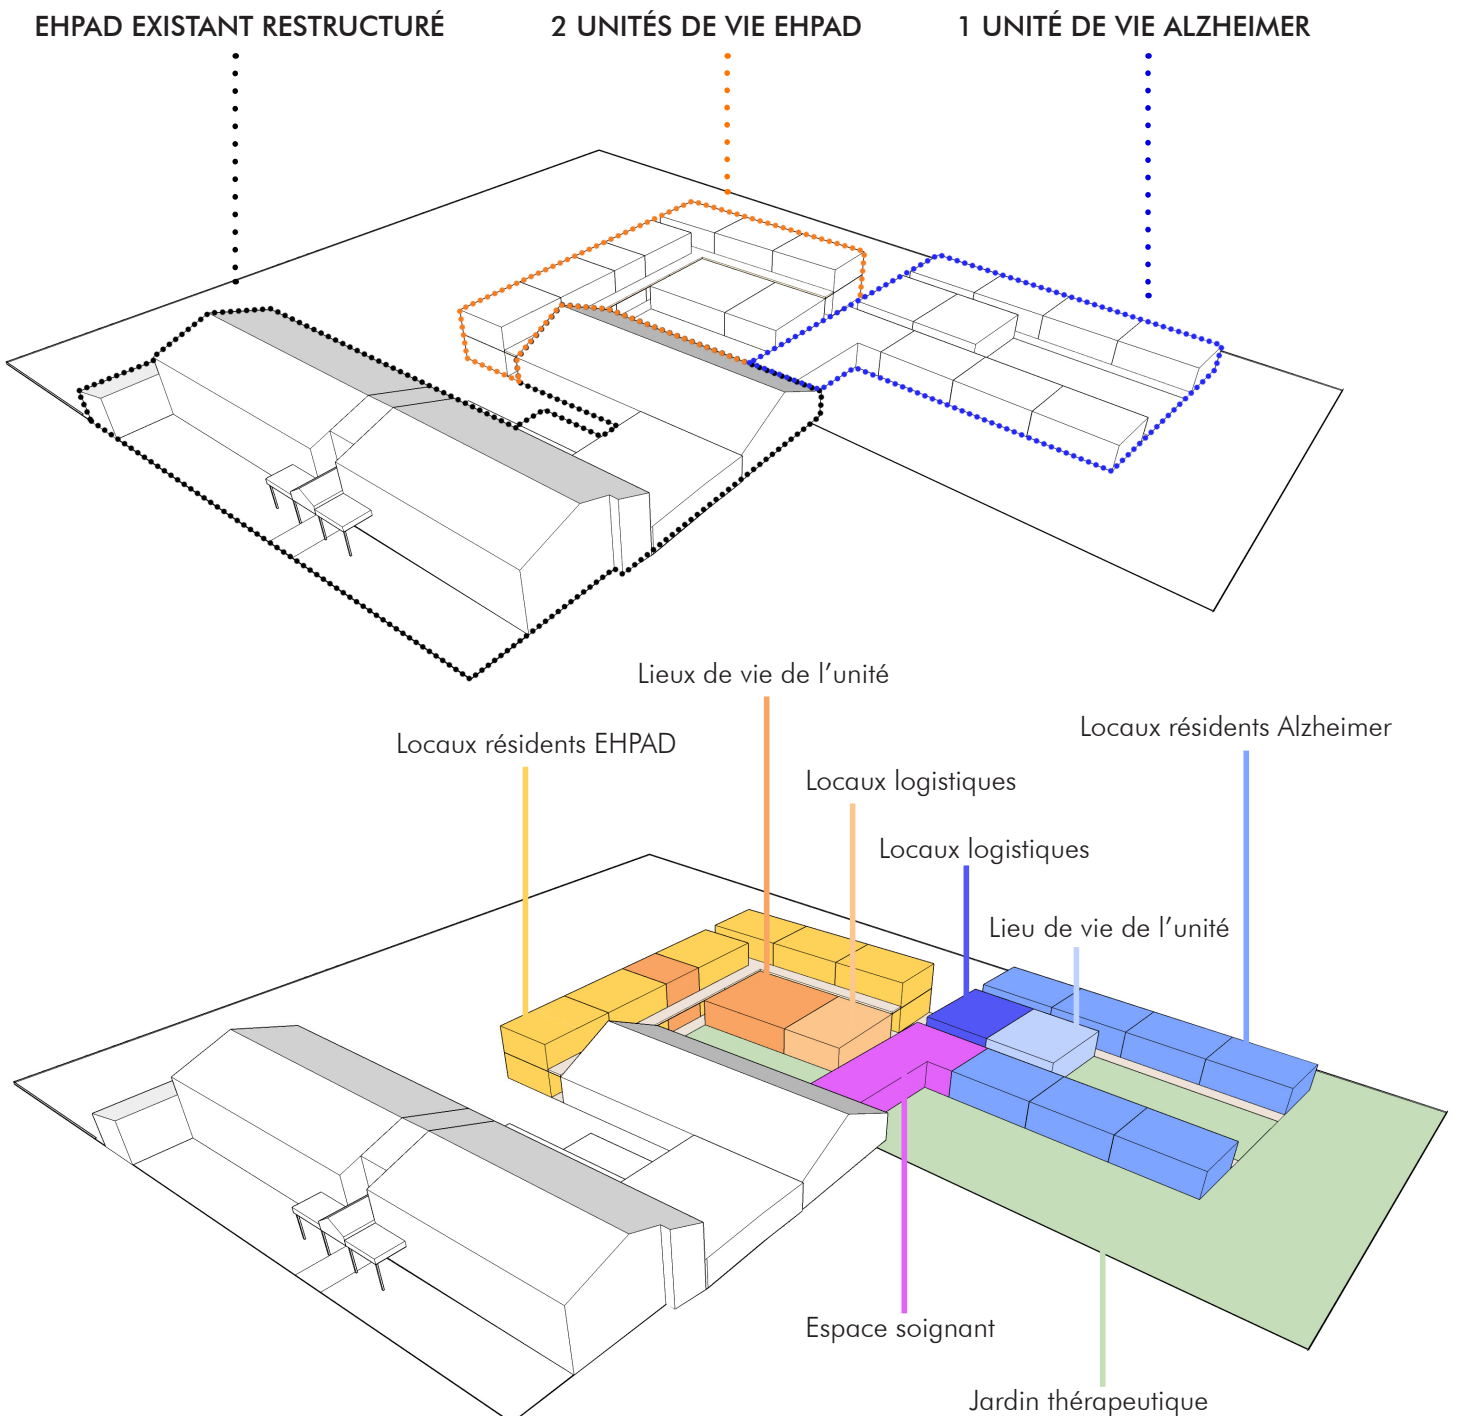 EHPAD EXISTANT RESTRUCTURÉ
2 UNITÉS DE VIE EHPAD
1 UNITÉ DE VIE ALZHEIMER
Lieux de vie de l’unité
Locaux résidents EHPAD
Locaux résidents Alzheimer
Locaux logistiques
Locaux logistiques
Lieu de vie de l’unité
Espace soignant
Jardin thérapeutique